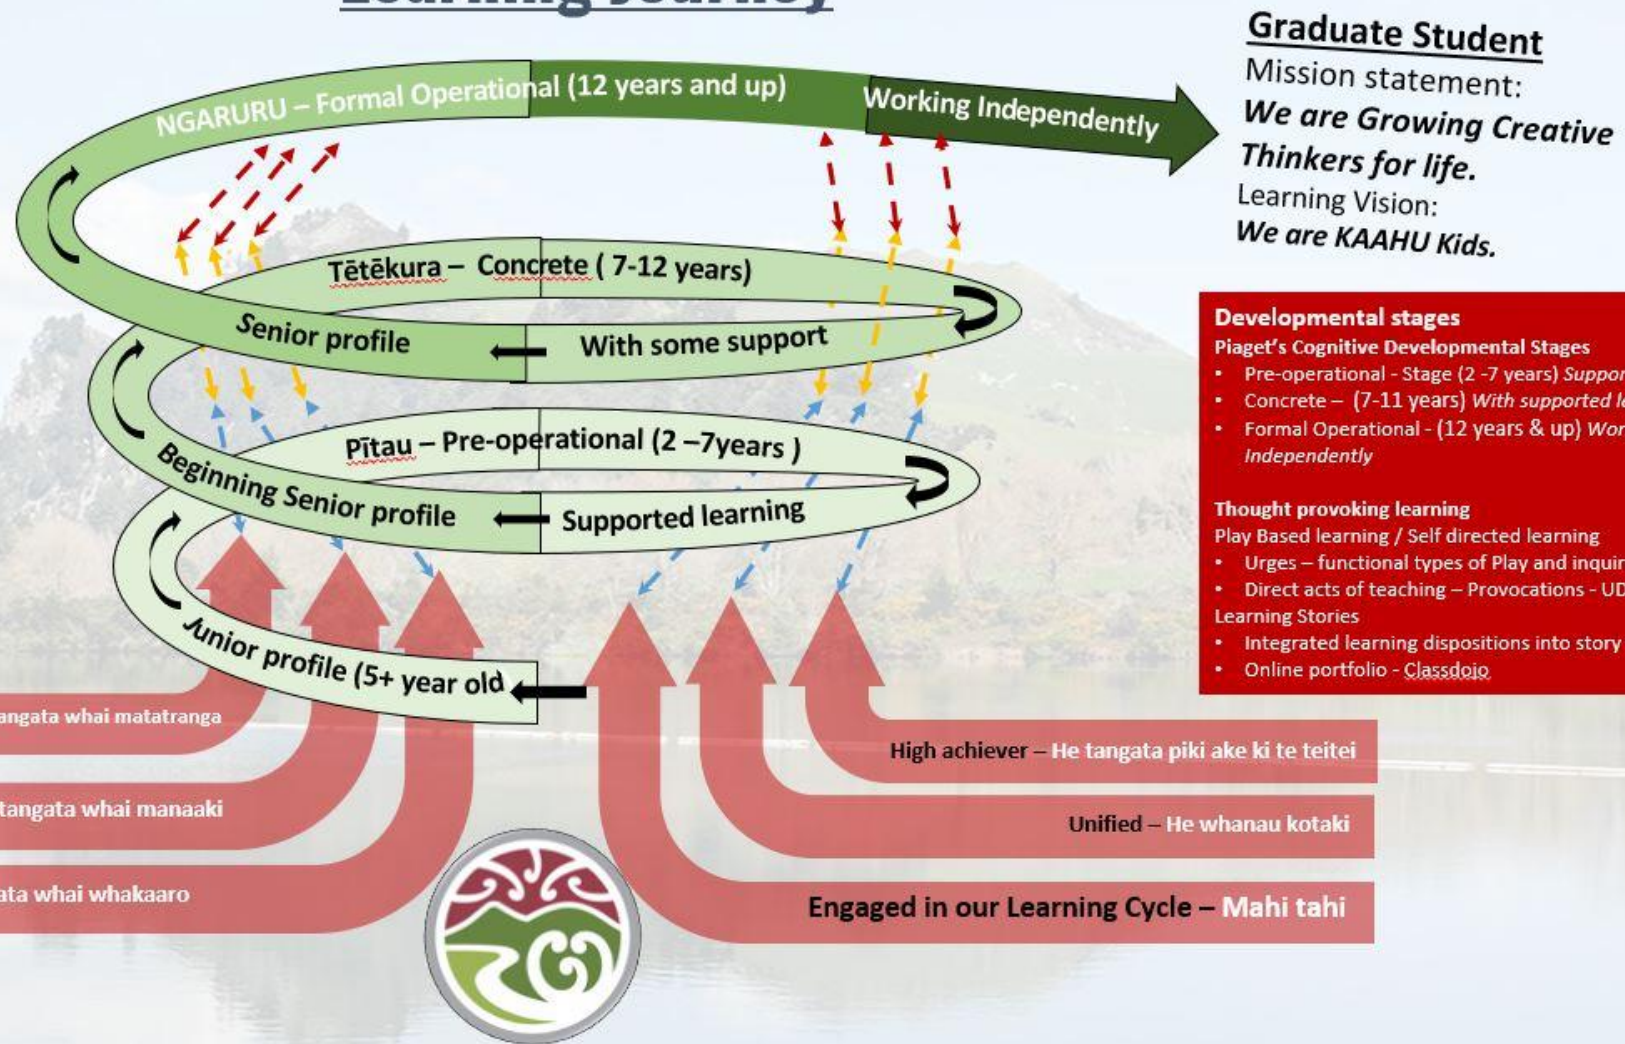 Learning Journey
Graduate Student
Mission statement:
We are Growing Creative
Thinkers for life.
Learning Vision:
We are KAAHU Kids.
NGARURU – Formal Operational (12 years and up)
Working Independently
Tētēkura – Concrete ( 7-12 years)
Senior profile
With some support
Pītau – Pre-operational (2 –7years )
Beginning Senior profile
Supported learning
Junior profile (5+ year old
Developmental stages
Piaget's Cognitive Developmental Stages
• Pre-operational - Stage (2 -7 years)
• Concrete – (7-11 years) With supported
• Formal Operational - (12 years & up)
Independently
Thought provoking learning
Play Based learning / Self directed learning
• Urges – functional types of Play and
• Direct acts of teaching – Provocations -
Learning Stories
• Integrated learning dispositions into story
• Online portfolio - Classdojo
whai matatranga
tangata whai manaaki
whai whakaaro
High achiever – He tangata piki ake ki te teitei
Unified – He whanau kotaki
Engaged in our Learning Cycle – Mahi tahi